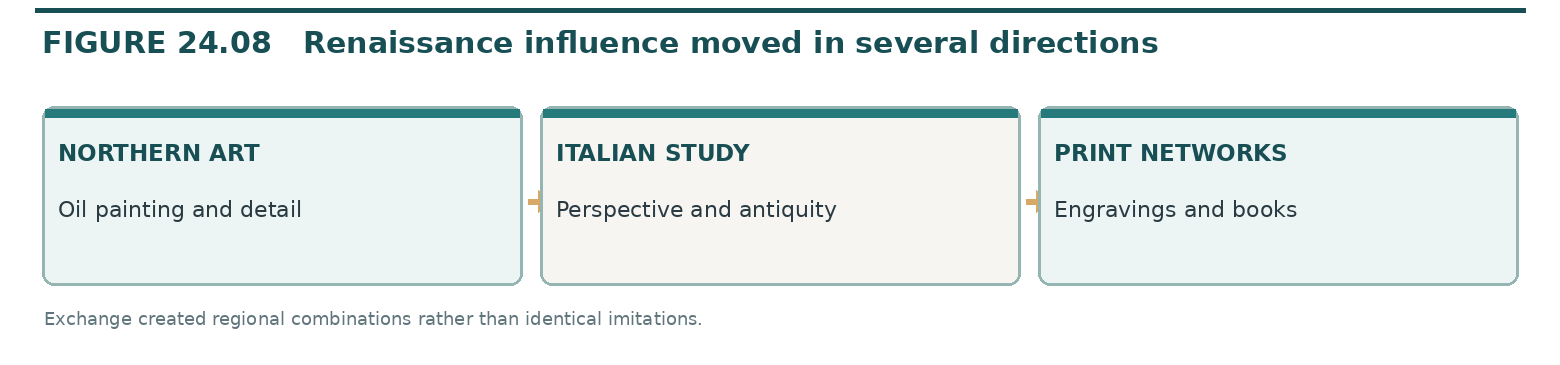 FIGURE 24.08 Renaissance influence moved in several directions
NORTHERN ART
Oil painting and detail
ITALIAN STUDY
Perspective and antiquity
PRINT NETWORKS
Engravings and books
Exchange created regional combinations rather than identical imitations.